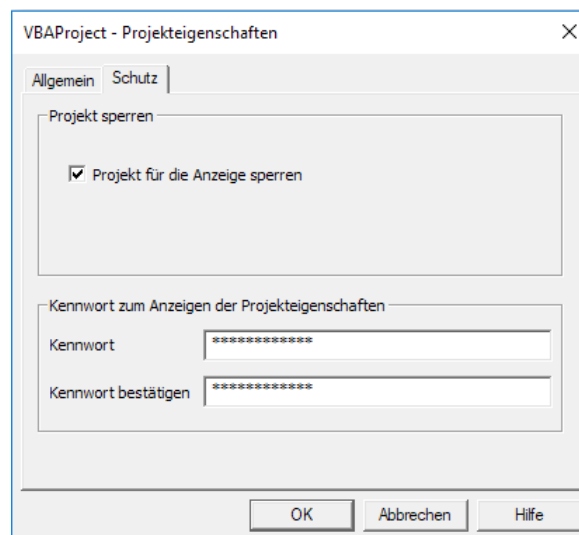 VBAProject - Projekteigenschaften
Allgemein Schutz
Projekt sperren
Projekt für die Anzeige sperren
Kennwort zum Anzeigen der Projekteigenschaften
Kennwort ************
Kennwort bestätigen ************
OK Abbrechen Hilfe